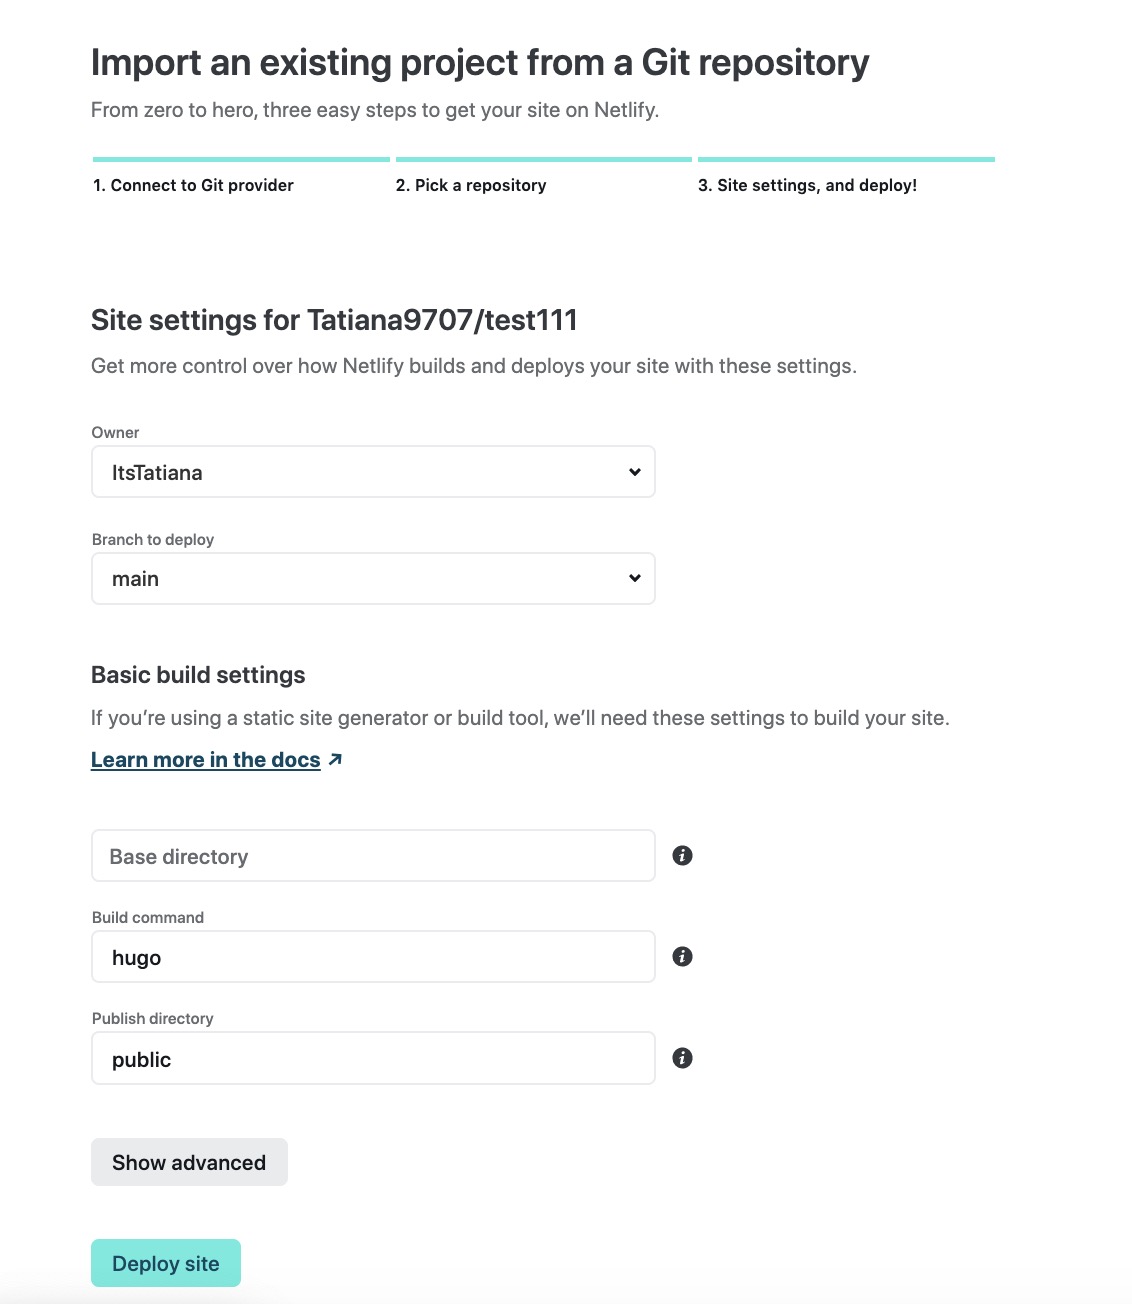 Import an existing project from a Git repository
From zero to hero, three easy steps to get your site on Netlify.
1. Connect to Git provider
2. Pick a repository
3. Site settings, and deploy!
Site settings for Tatiana9707/test111
Get more control over how Netlify builds and deploys your site with these settings.
Owner
ItsTatiana
Branch to deploy
main
Basic build settings
If you’re using a static site generator or build tool, we’ll need these settings to build your site.
Learn more in the docs
Base directory
Build command
hugo
Publish directory
public
Show advanced
Deploy site